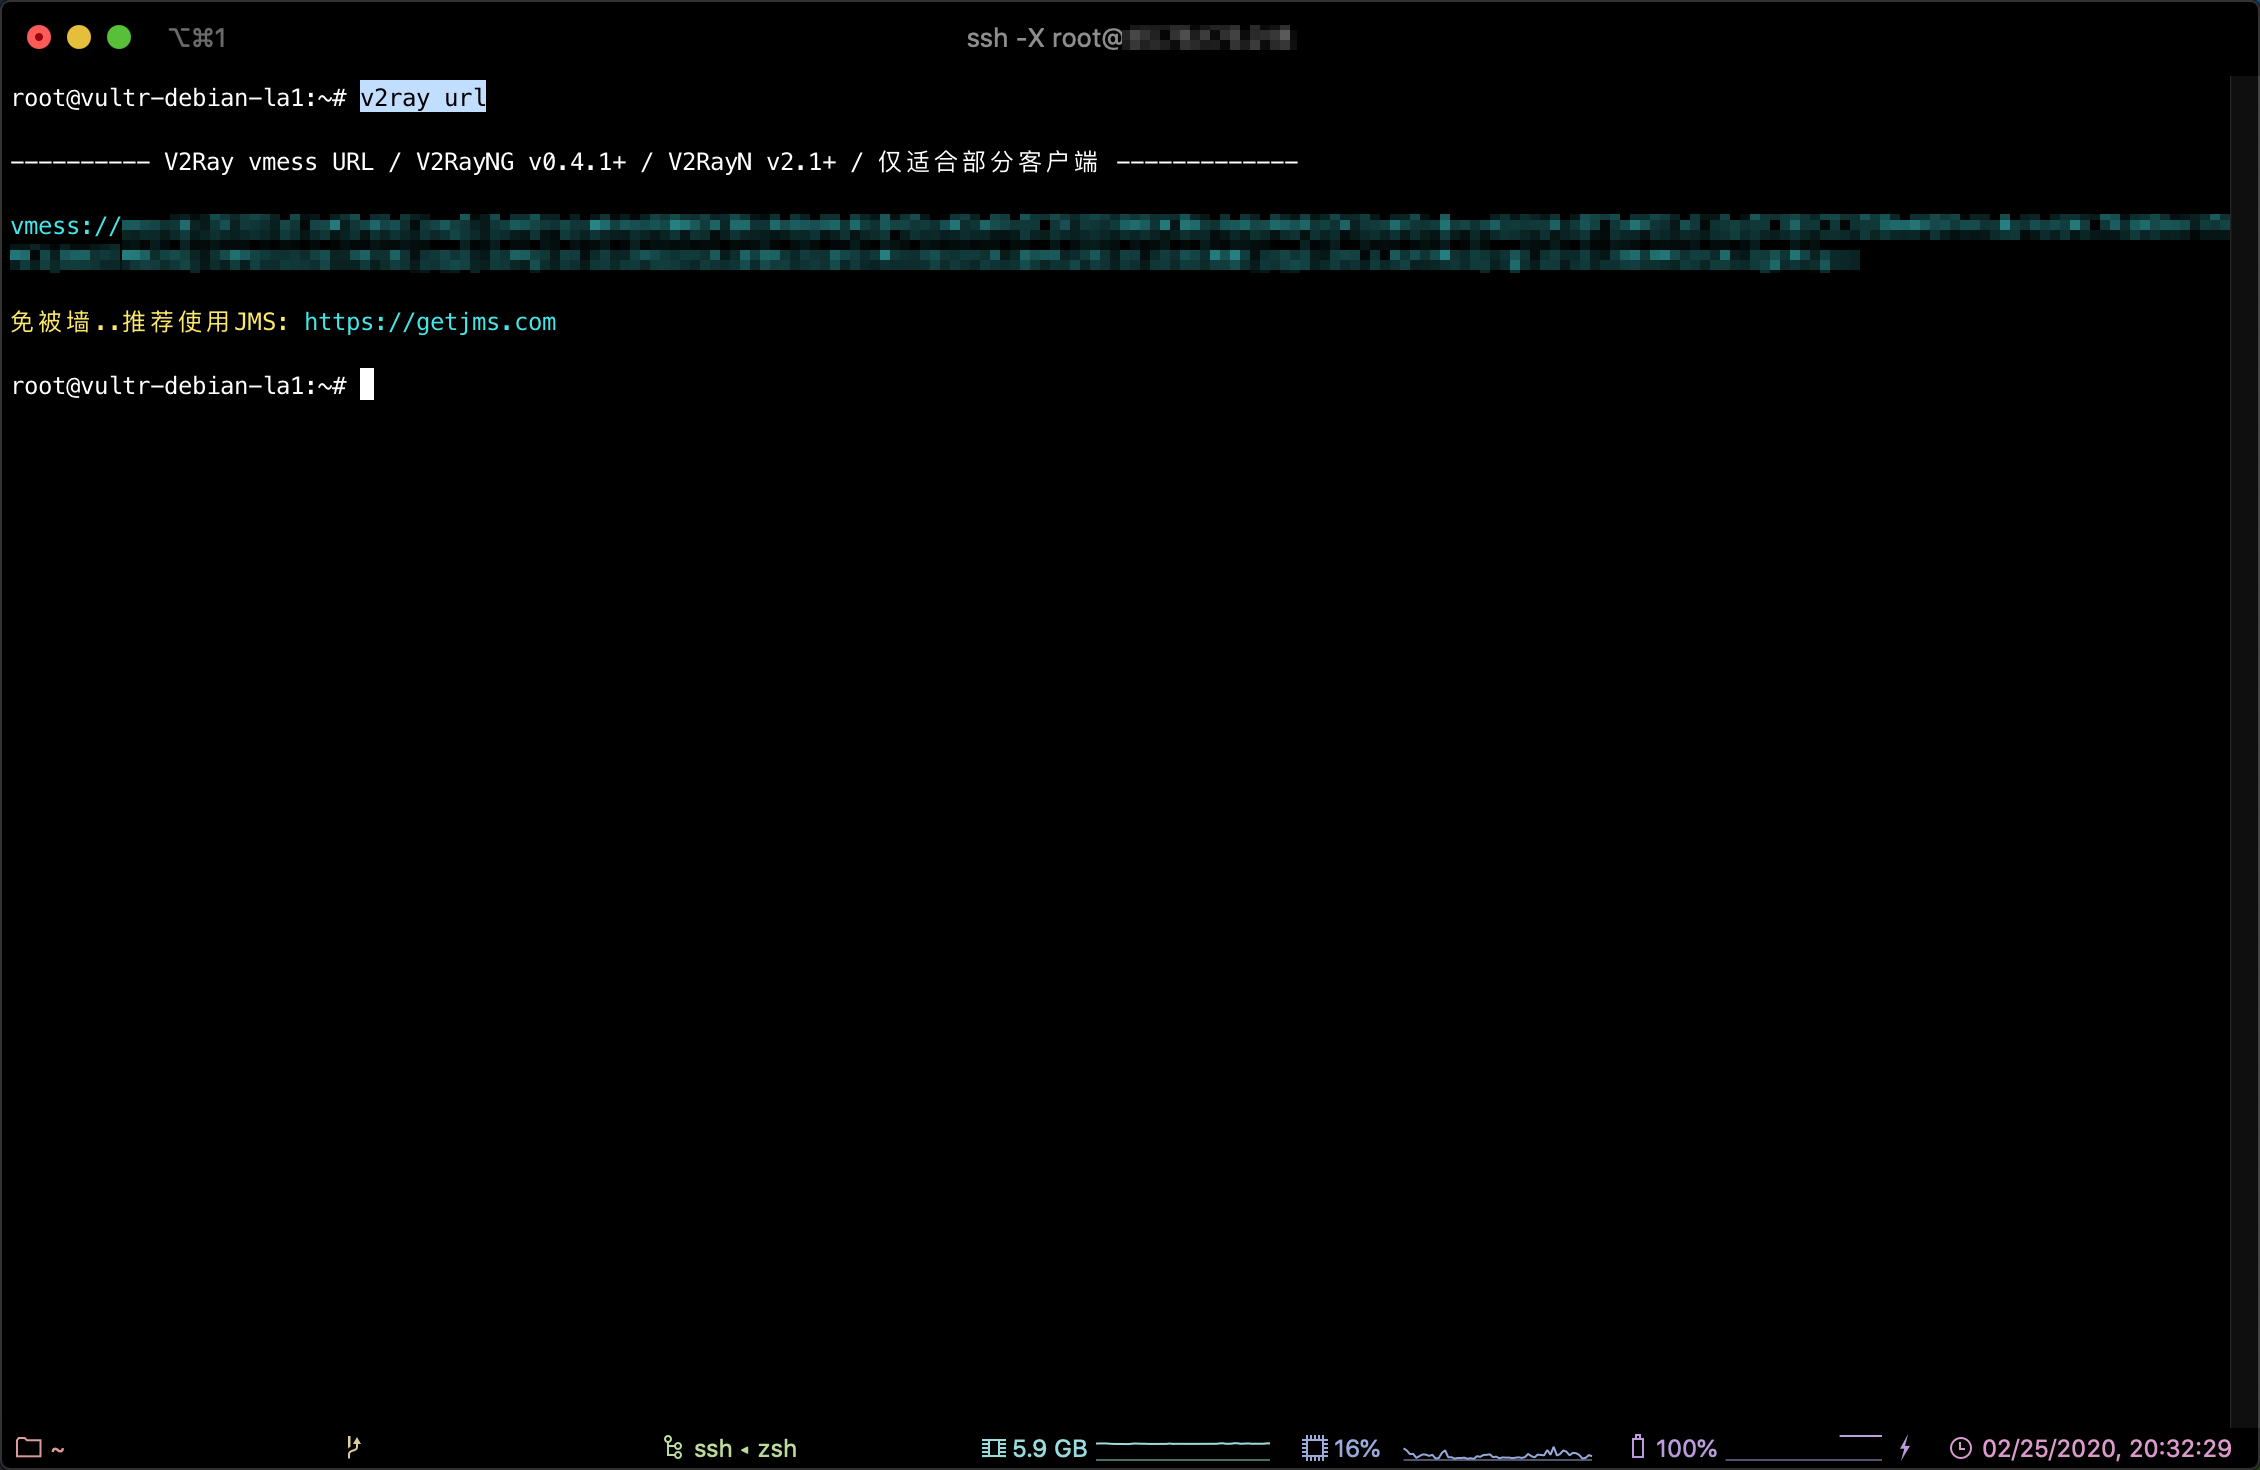 ⌥⌘1
ssh -X root@
root@vultr-debian-la1:~# v2ray url
---------- V2Ray vmess URL / V2RayNG v0.4.1+ / V2RayN v2.1+ / 仅适合部分客户端 -------------
vmess://
免被墙..推荐使用JMS: https://getjms.com
root@vultr-debian-la1:~#
~ ssh ◂ zsh 5.9 GB 16% 100% 02/25/2020, 20:32:29